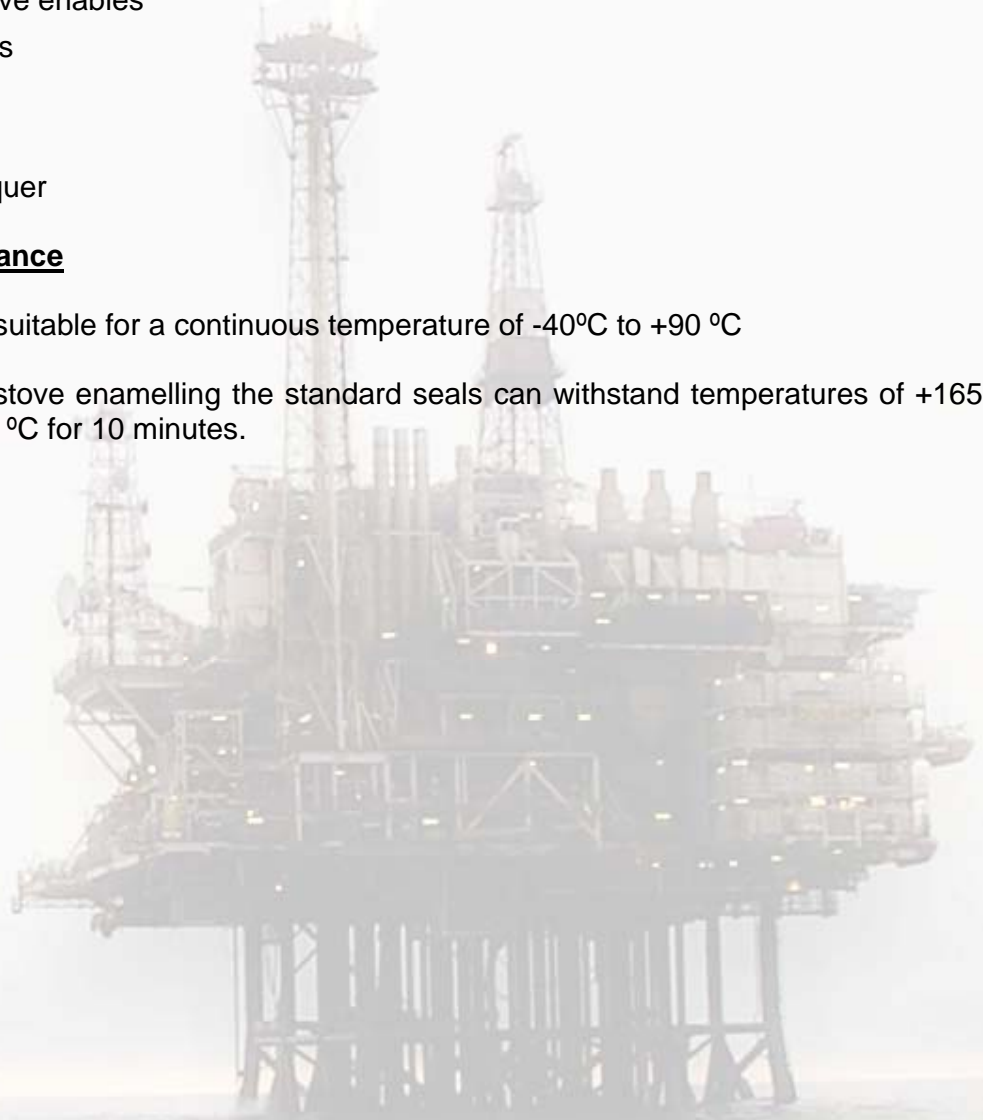 ve enables
s
quer
ance
suitable for a continuous temperature of -40ºC to +90 ºC
stove enamelling the standard seals can withstand temperatures of +165
ºC for 10 minutes.